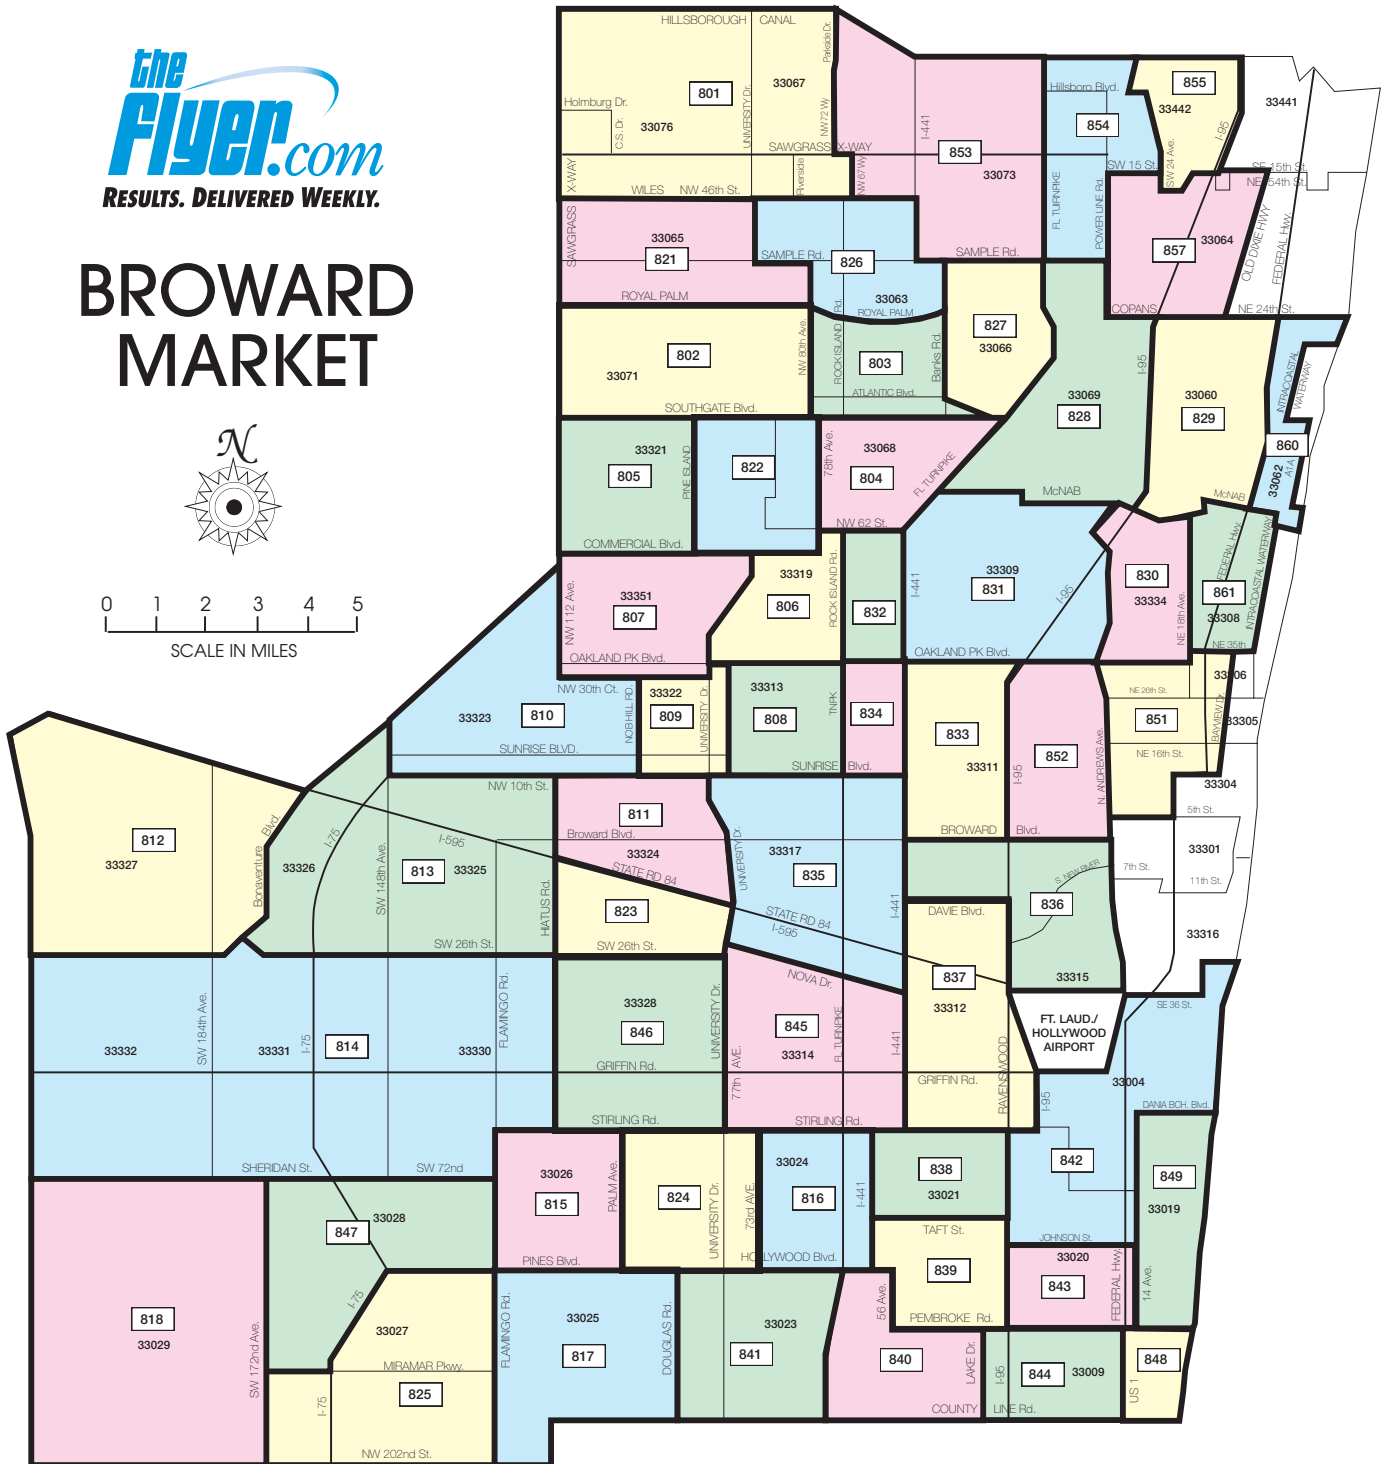 the
flyer.com
RESULTS. DELIVERED WEEKLY.
BROWARD
MARKET
N
0 1 2 3 4 5
SCALE IN MILES
HILLSBOROUGH CANAL
Parkside Dr.
801
33067
Holmburg Dr.
C.S. Dr.
33076
UNIVERSITY Dr.
NW 72 Wy
SAWGRASS X-WAY
X-WAY
WILES NW 46th St.
Riverside
NW 67 Wy
I-441
853
33073
SAMPLE Rd.
Hillsboro Blvd.
854
SW 15 St.
FL TURNPIKE
POWER LINE Rd.
855
33442
SW 24 Ave.
I-95
33441
SE 15th St.
NE 54th St.
857
33064
COPANS
OLD DIXIE HWY
FEDERAL Hwy.
NE 24th St.
SAWGRASS
33065
821
ROYAL PALM
SAMPLE Rd.
826
33063
ROYAL PALM
802
33071
SOUTHGATE Blvd.
NW 80th Ave.
ROCK ISLAND Rd.
803
Banks Rd.
ATLANTIC Blvd.
827
33066
33069
828
McNAB
I-95
33060
829
McNAB
INTRACOASTAL
WATERWAY
860
33062
A1A
33321
805
PINE ISLAND
COMMERCIAL Blvd.
822
78th Ave.
33068
804
FL TURNPIKE
NW 62 St.
NW 112 Ave.
33351
807
OAKLAND PK Blvd.
33319
806
ROCK ISLAND Rd.
832
I-441
33309
831
I-95
OAKLAND PK Blvd.
830
33334
NE 18th Ave.
FEDERAL HWY.
861
33308
NE 35th
INTRACOASTAL WATERWAY
NW 30th Ct.
33323
810
NOB HILL RD.
SUNRISE BLVD.
33322
809
UNIVERSITY Dr.
33313
808
TNPK
SUNRISE Blvd.
834
833
33311
BROWARD Blvd.
I-95
852
N. ANDREWS Ave.
NE 26th St.
851
NE 16th St.
BAYVIEW Dr.
33306
33305
33304
5th St.
33301
7th St.
11th St.
33316
812
33327
Bonaventure Blvd.
I-75
33326
I-595
SW 148th Ave.
813
33325
NW 10th St.
HIATUS Rd.
SW 26th St.
811
Broward Blvd.
33324
STATE RD 84
823
SW 26th St.
UNIVERSITY Dr.
33317
835
STATE RD 84
I-595
I-441
NOVA Dr.
DAVIE Blvd.
S. NEW RIVER
836
33315
837
33312
GRIFFIN Rd.
RAVENSWOOD
FT. LAUD./
HOLLYWOOD
AIRPORT
SE 36 St.
33004
I-95
DANIA BCH. Blvd.
33332
SW 184th Ave.
33331
I-75
814
33330
FLAMINGO Rd.
SHERIDAN St.
SW 72nd
33328
846
GRIFFIN Rd.
UNIVERSITY Dr.
STIRLING Rd.
845
33314
77th AVE.
FL TURNPIKE
I-441
STIRLING Rd.
33026
815
PALM Ave.
PINES Blvd.
824
UNIVERSITY Dr.
73rd AVE.
33024
816
HOLLYWOOD Blvd.
I-441
838
33021
842
JOHNSON St.
849
33019
14 Ave.
TAFT St.
839
PEMBROKE Rd.
33020
843
FEDERAL Hwy.
33028
847
I-75
818
33029
SW 172nd Ave.
33027
MIRAMAR Pkwy.
825
I-75
NW 202nd St.
FLAMINGO Rd.
33025
817
DOUGLAS Rd.
33023
841
56 Ave.
840
LAKE Dr.
COUNTY LINE Rd.
I-95
844
33009
848
US 1